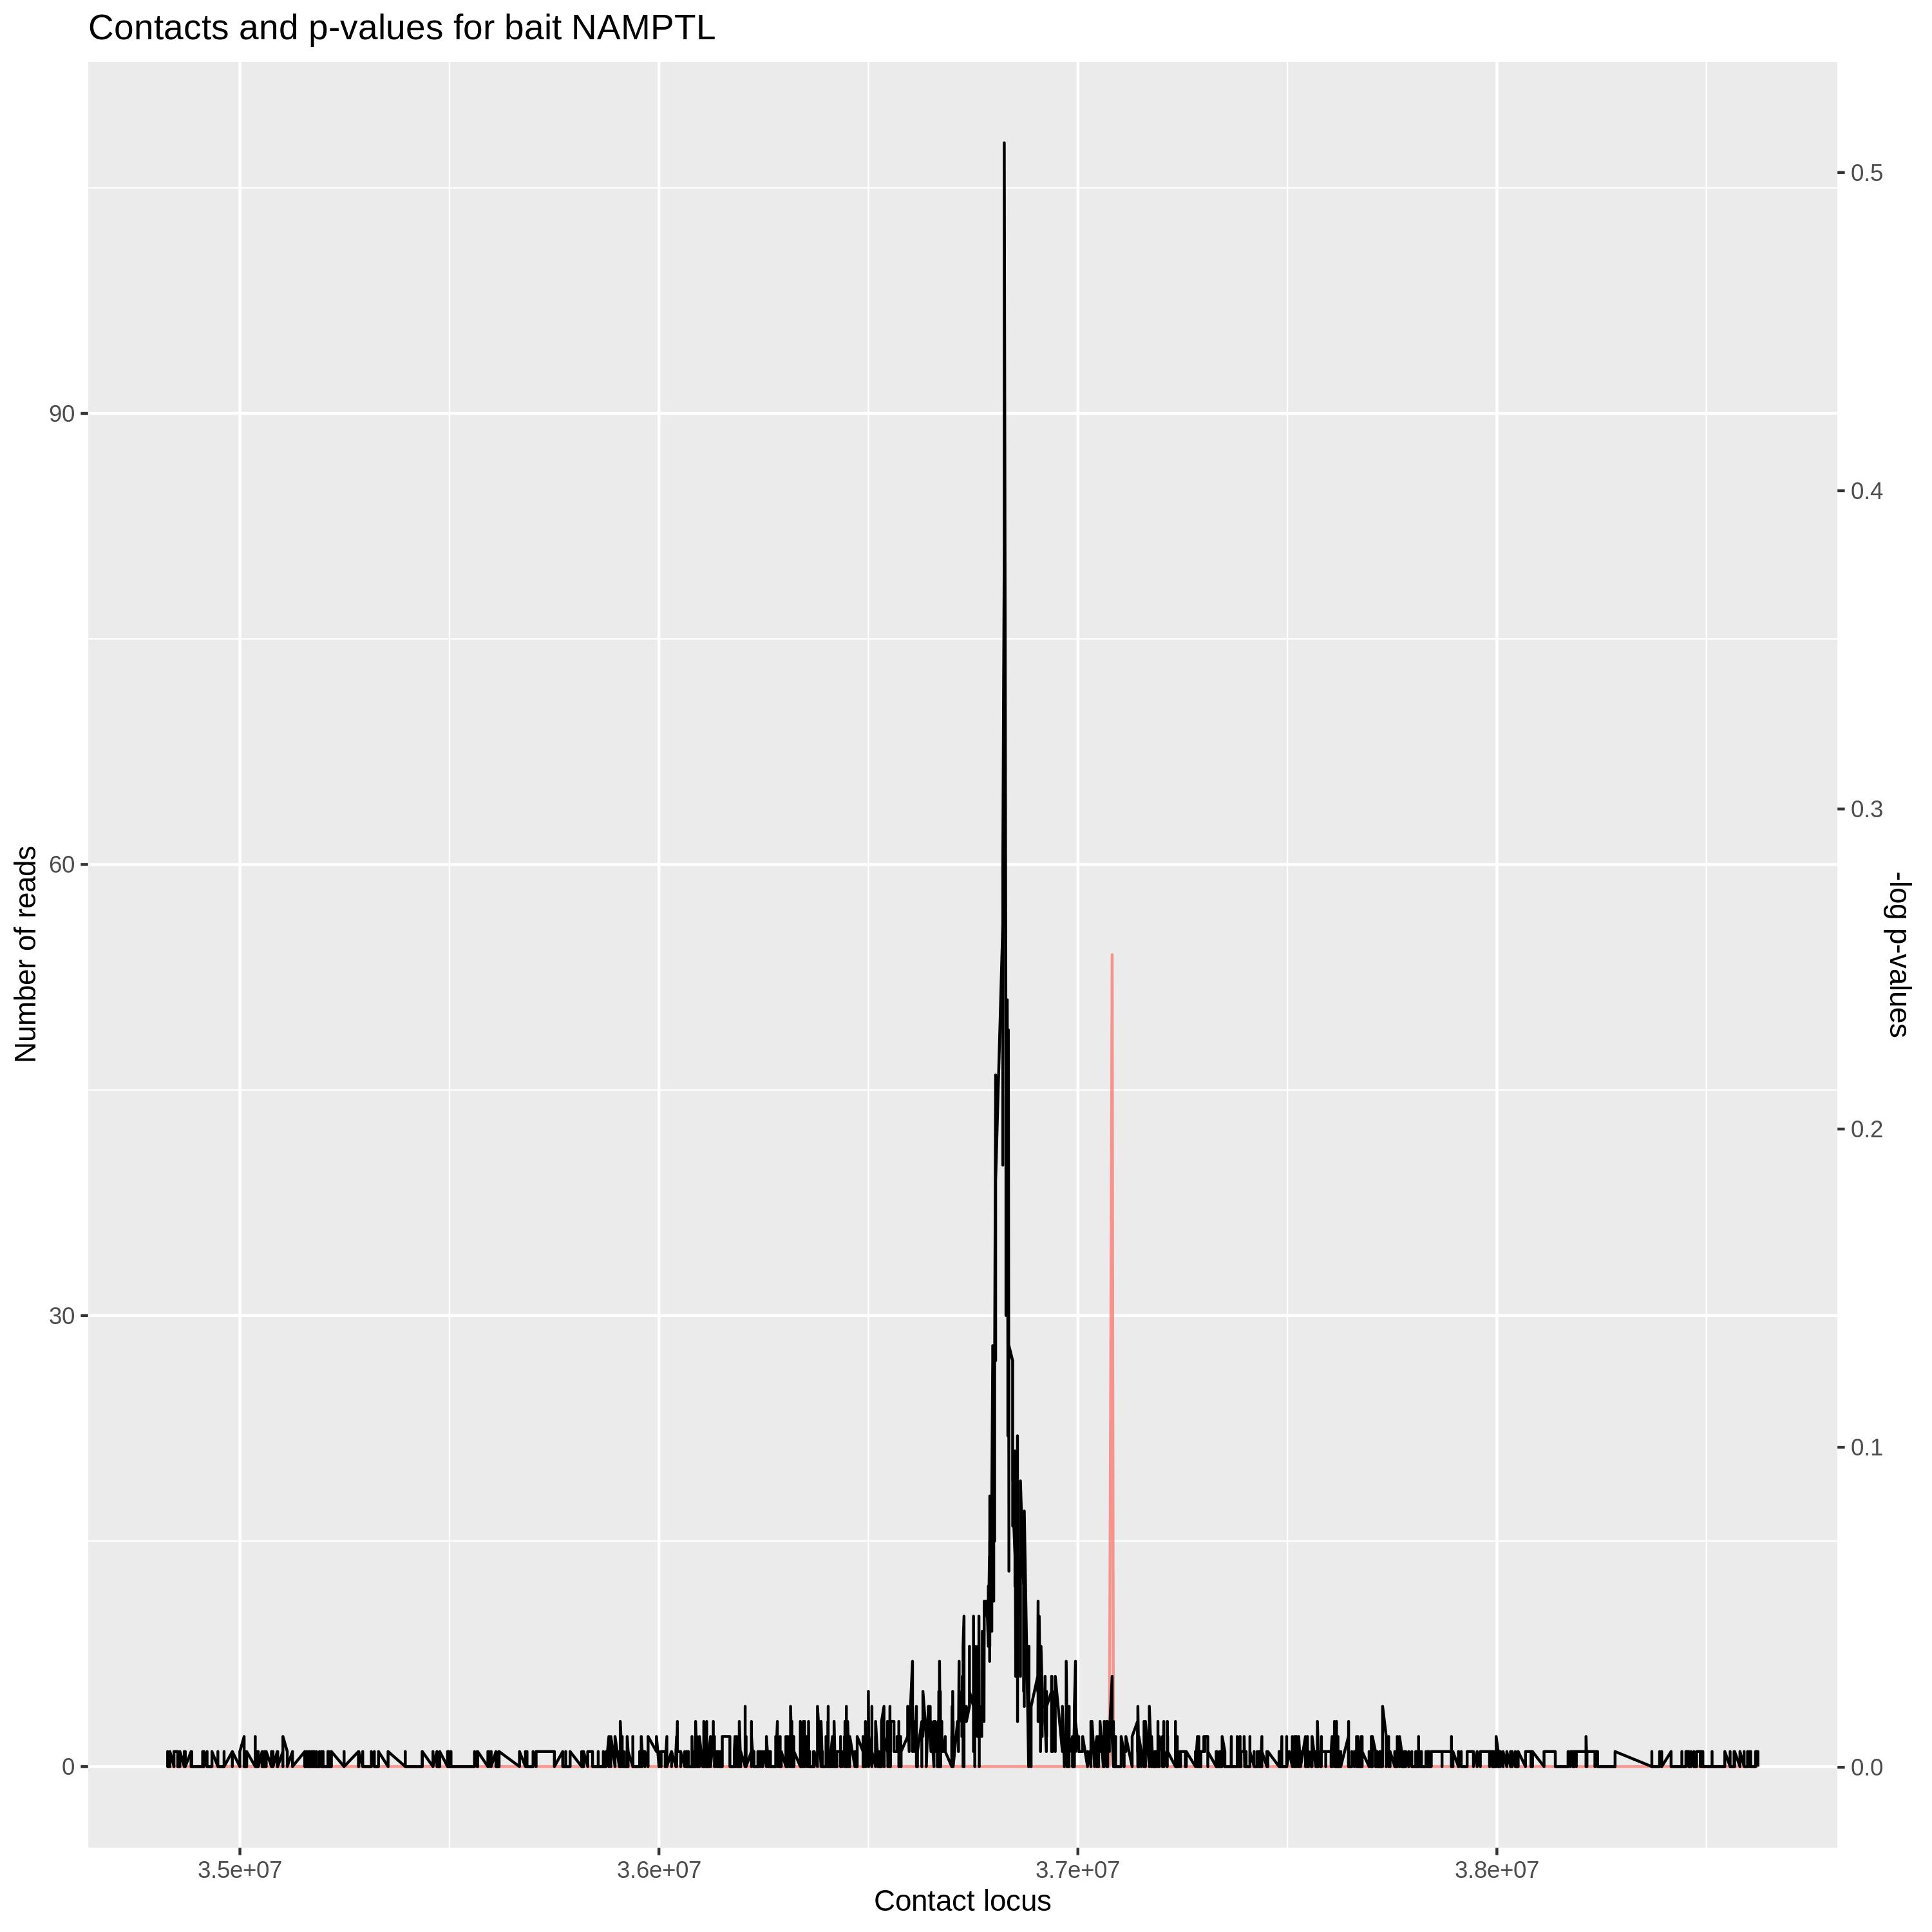 Contacts and p-values for bait NAMPTL
Number of reads
90
60
30
0
0.5
0.4
0.3
0.2
0.1
0.0
-log p-values
3.5e+07 3.6e+07 3.7e+07 3.8e+07
Contact locus